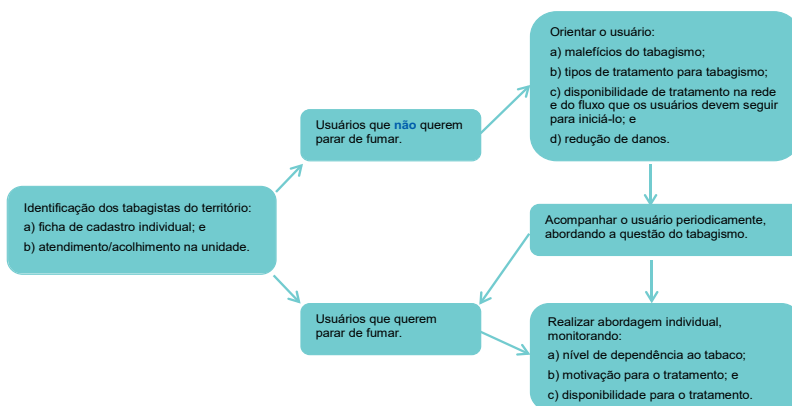 Identificação dos tabagistas do território:
a) ficha de cadastro individual; e
b) atendimento/acolhimento na unidade.
Usuários que não querem
parar de fumar.
Orientar o usuário:
a) malefícios do tabagismo;
b) tipos de tratamento para tabagismo;
c) disponibilidade de tratamento na rede
e do fluxo que os usuários devem seguir
para iniciá-lo; e
d) redução de danos.
Acompanhar o usuário periodicamente,
abordando a questão do tabagismo.
Usuários que querem
parar de fumar.
Realizar abordagem individual,
monitorando:
a) nível de dependência ao tabaco;
b) motivação para o tratamento; e
c) disponibilidade para o tratamento.